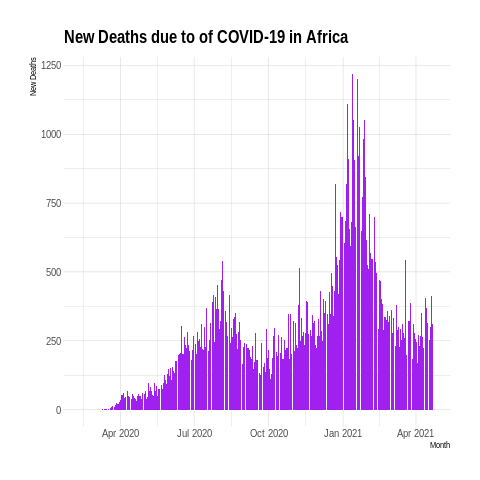 New Deaths due to of COVID-19 in Africa
New Deaths
1250
1000
750
500
250
0
Apr 2020 Jul 2020 Oct 2020 Jan 2021 Apr 2021
Month